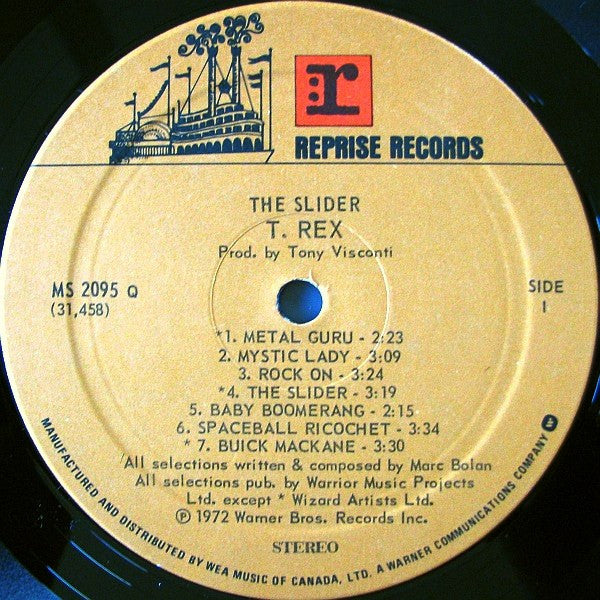 r
REPRISE RECORDS
THE SLIDER
T. REX
Prod. by Tony Visconti
MS 2095 Q
(31,458)
SIDE
1
*1. METAL GURU - 2:23
2. MYSTIC LADY - 3:09
3. ROCK ON - 3:24
*4. THE SLIDER - 3:19
5. BABY BOOMERANG - 2:15
6. SPACEBALL RICOCHET - 3:34
* 7. BUICK MACKANE - 3:30
All selections written & composed by Marc Bolan
All selections pub. by Warrior Music Projects
Ltd. except * Wizard Artists Ltd.
℗ 1972 Warner Bros. Records Inc.
STEREO
MANUFACTURED AND DISTRIBUTED BY WEA MUSIC OF CANADA, LTD. A WARNER COMMUNICATIONS COMPANY